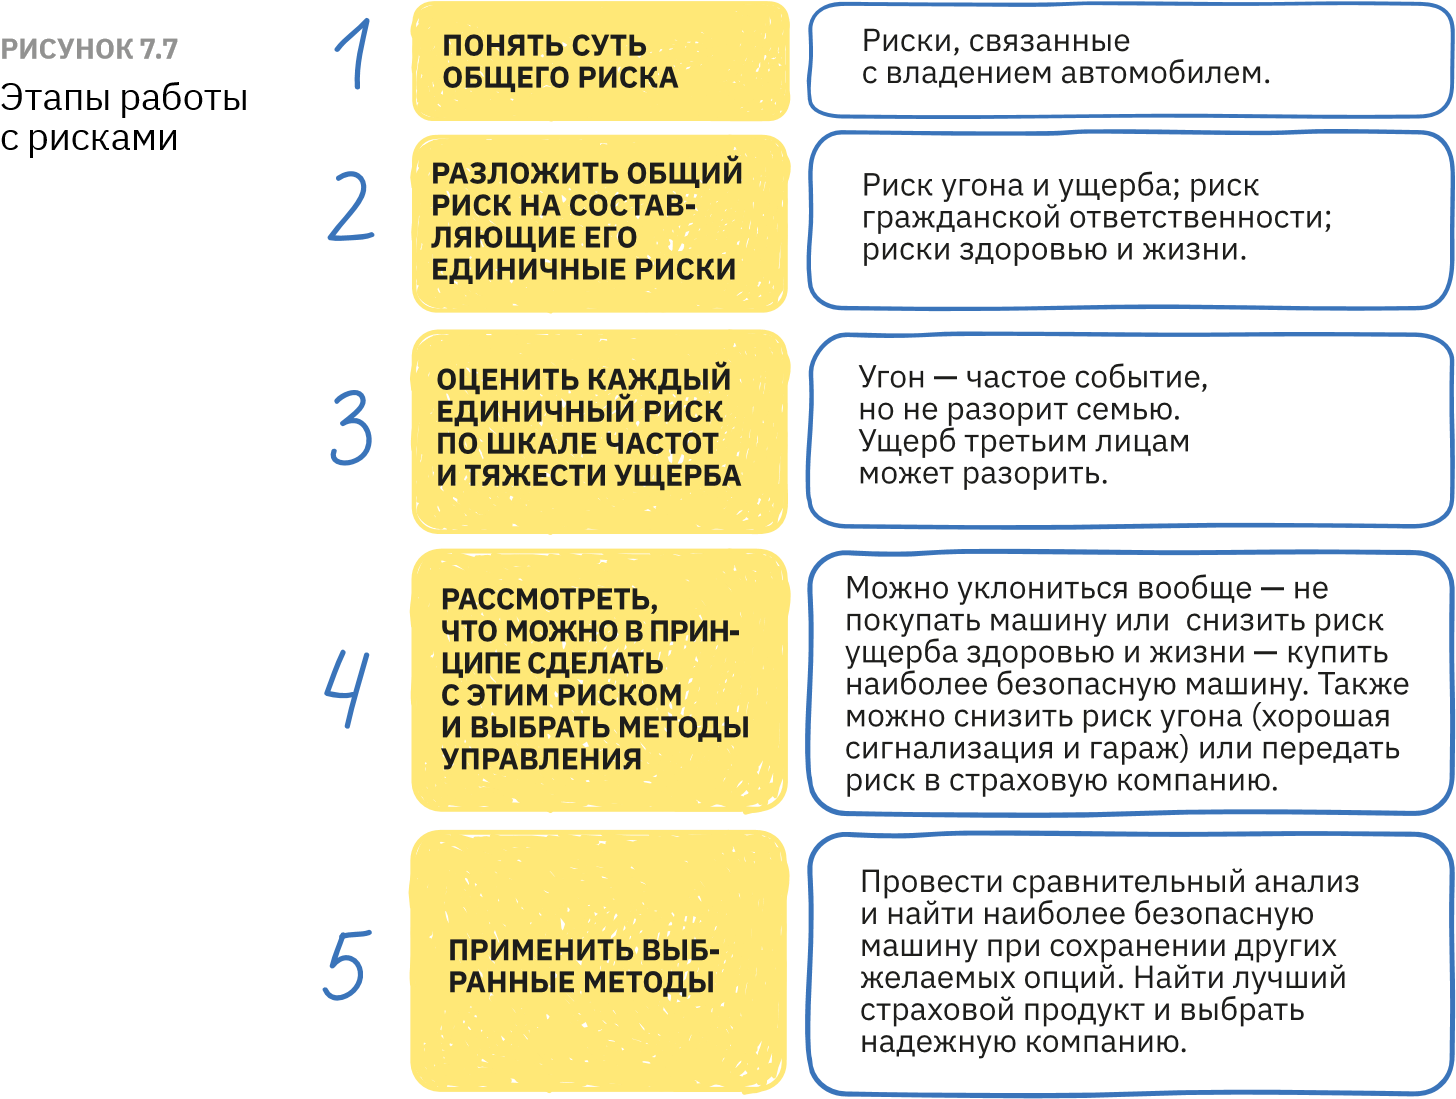 РИСУНОК 7.7
Этапы работы
с рисками
1
ПОНЯТЬ СУТЬ
ОБЩЕГО РИСКА
Риски, связанные
с владением автомобилем.
2
РАЗЛОЖИТЬ ОБЩИЙ
РИСК НА СОСТАВ-
ЛЯЮЩИЕ ЕГО
ЕДИНИЧНЫЕ РИСКИ
Риск угона и ущерба; риск
гражданской ответственности;
риски здоровью и жизни.
3
ОЦЕНИТЬ КАЖДЫЙ
ЕДИНИЧНЫЙ РИСК
ПО ШКАЛЕ ЧАСТОТ
И ТЯЖЕСТИ УЩЕРБА
Угон — частое событие,
но не разорит семью.
Ущерб третьим лицам
может разорить.
4
РАССМОТРЕТЬ,
ЧТО МОЖНО В ПРИН-
ЦИПЕ СДЕЛАТЬ
С ЭТИМ РИСКОМ
И ВЫБРАТЬ МЕТОДЫ
УПРАВЛЕНИЯ
Можно уклониться вообще — не
покупать машину или  снизить риск
ущерба здоровью и жизни — купить
наиболее безопасную машину. Также
можно снизить риск угона (хорошая
сигнализация и гараж) или передать
риск в страховую компанию.
5
ПРИМЕНИТЬ ВЫБ-
РАННЫЕ МЕТОДЫ
Провести сравнительный анализ
и найти наиболее безопасную
машину при сохранении других
желаемых опций. Найти лучший
страховой продукт и выбрать
надежную компанию.